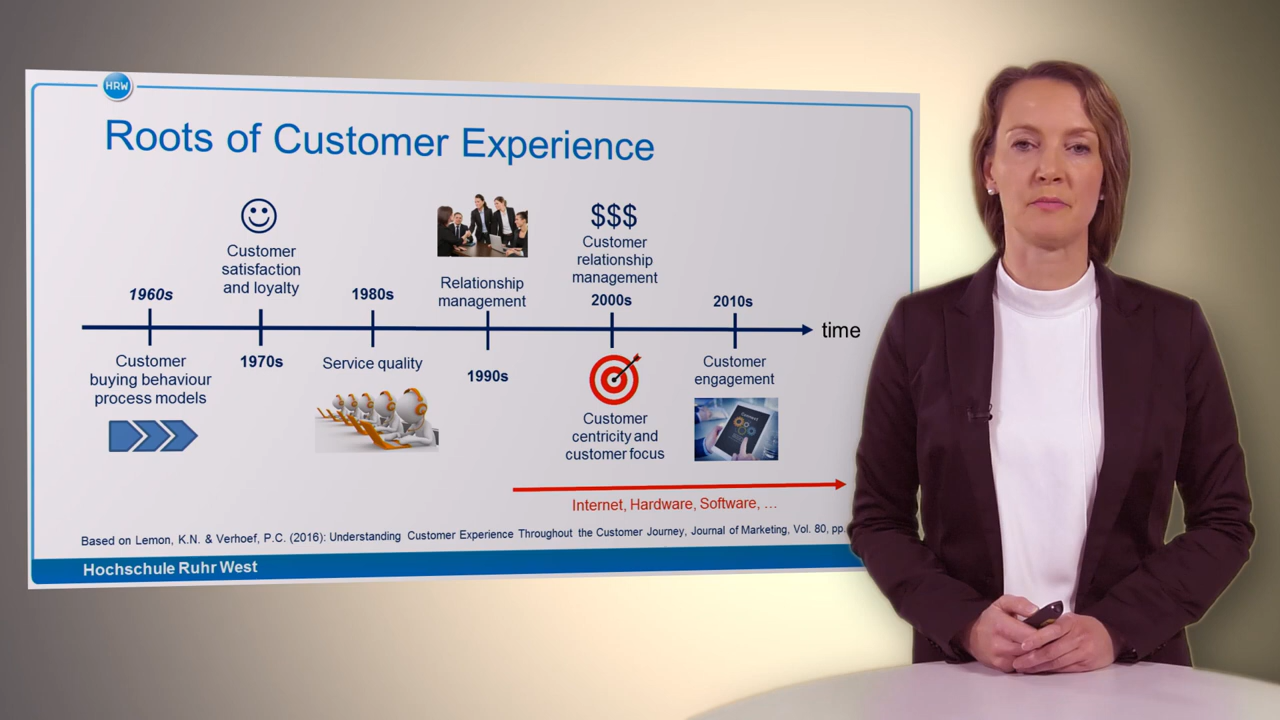 HRW
Roots of Customer Experience
$$$
Customer
satisfaction
and loyalty
Relationship
management
Customer
relationship
management
1960s
1980s
2000s
2010s
time
Customer
buying behaviour
process models
1970s
Service quality
1990s
Customer
engagement
Customer
centricity and
customer focus
Internet, Hardware, Software, …
Based on Lemon, K.N. & Verhoef, P.C. (2016): Understanding Customer Experience Throughout the Customer Journey, Journal of Marketing, Vol. 80, pp.
Hochschule Ruhr West